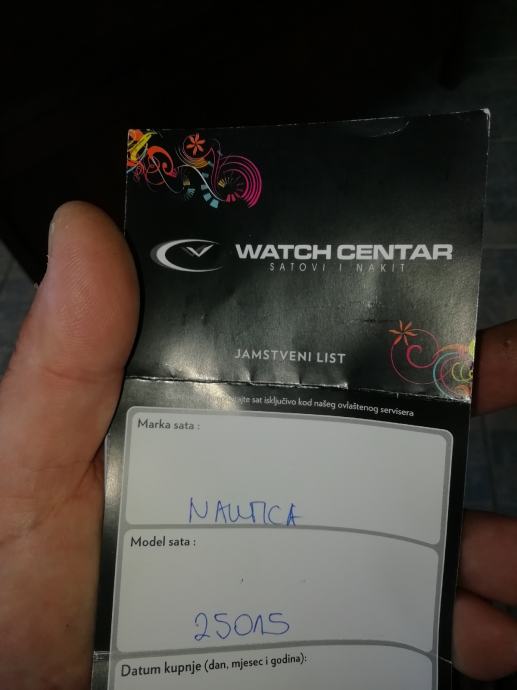 WATCH CENTAR
SATOVI I NAKIT
JAMSTVENI LIST
sat isključivo kod našeg ovlaštenog servisera
Marka sata :
NAUTICA
Model sata :
25015
Datum kupnje (dan, mjesec i godina):